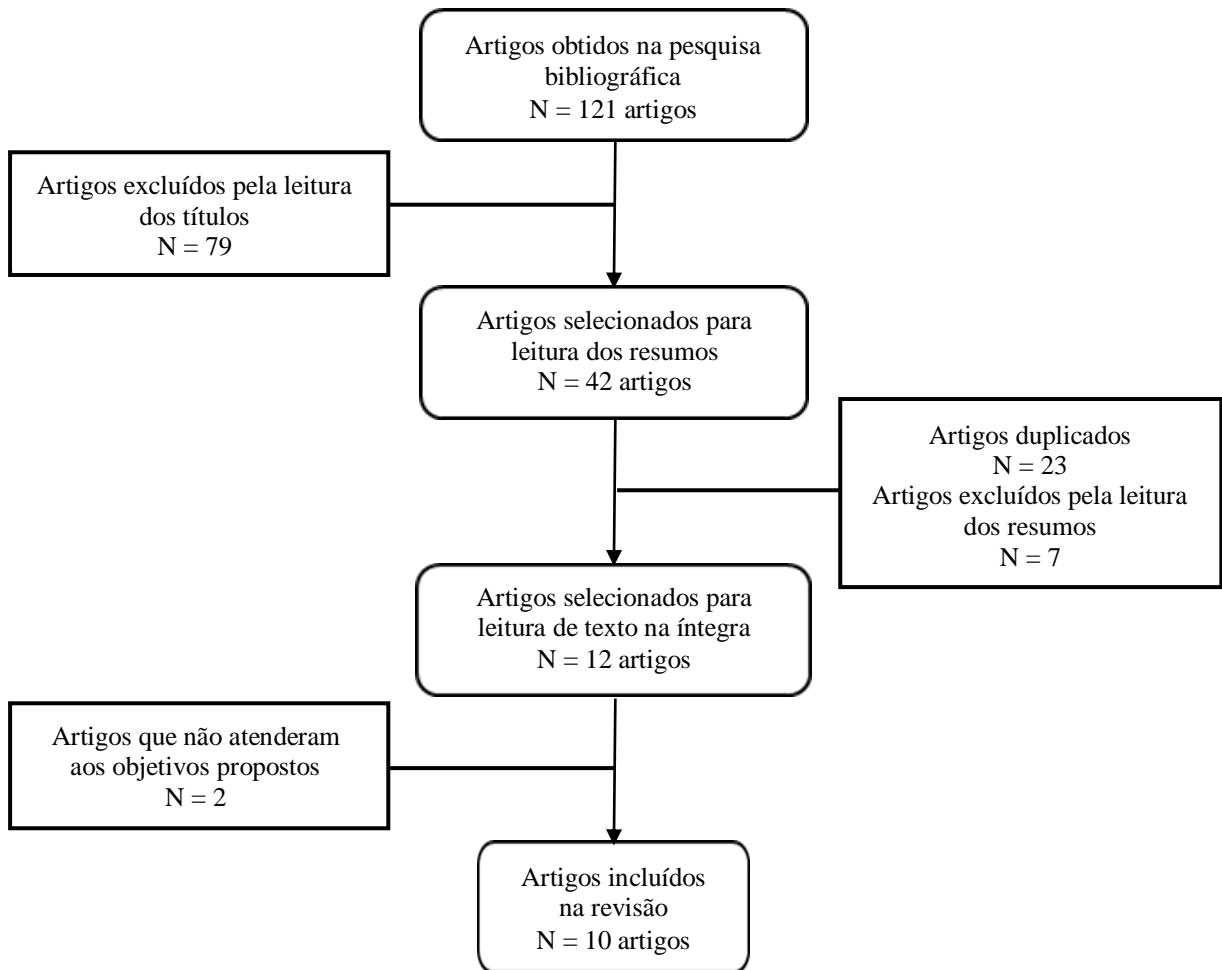 Artigos obtidos na pesquisa
bibliográfica
N = 121 artigos
Artigos excluídos pela leitura
dos títulos
N = 79
Artigos selecionados para
leitura dos resumos
N = 42 artigos
Artigos duplicados
N = 23
Artigos excluídos pela leitura
dos resumos
N = 7
Artigos selecionados para
leitura de texto na íntegra
N = 12 artigos
Artigos que não atenderam
aos objetivos propostos
N = 2
Artigos incluídos
na revisão
N = 10 artigos